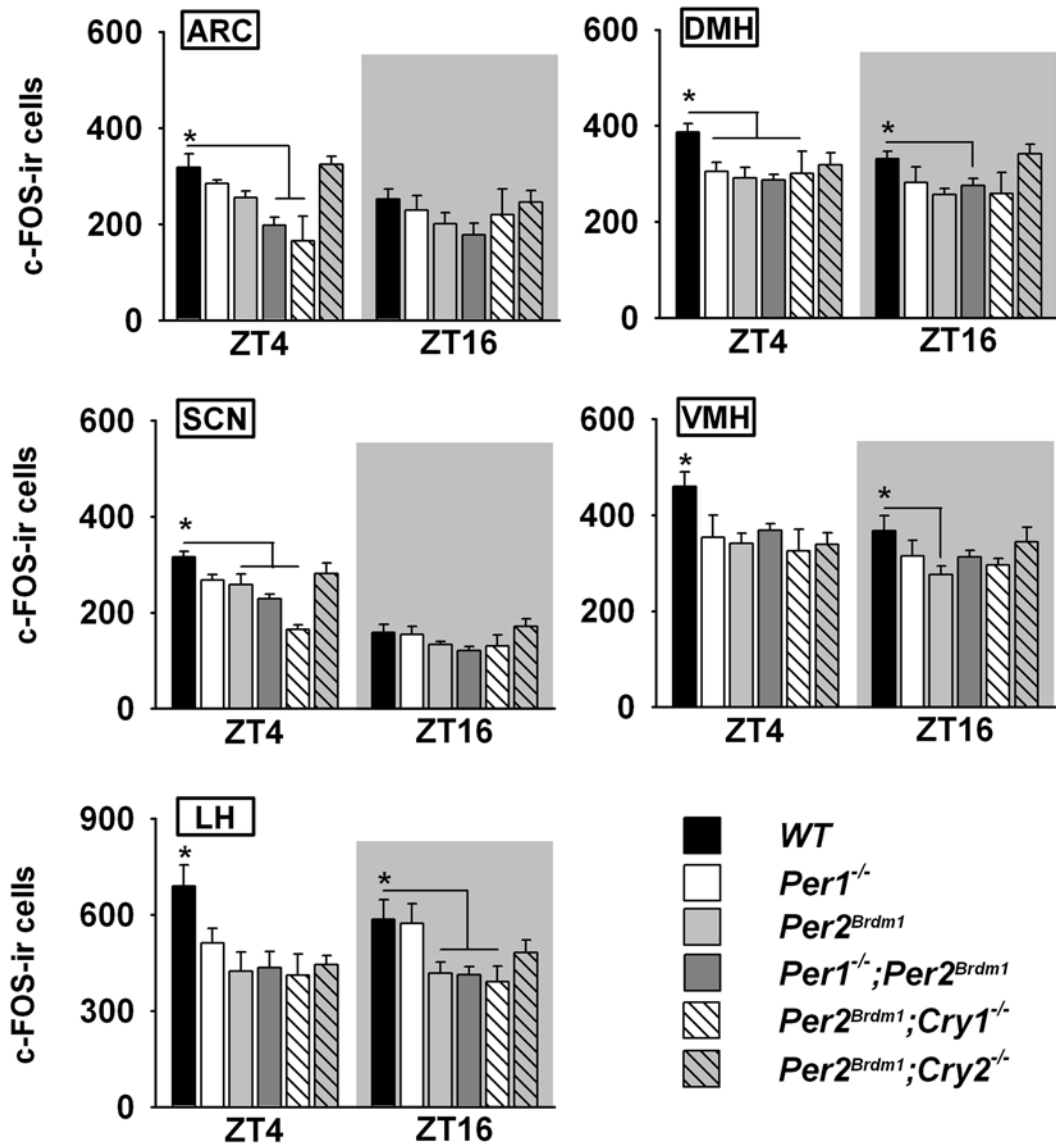 ARC
c-FOS-ir cells
600
400
200
0
*
ZT4
ZT16
DMH
600
400
200
0
*
*
ZT4
ZT16
SCN
c-FOS-ir cells
600
400
200
0
*
ZT4
ZT16
VMH
600
400
200
0
*
*
ZT4
ZT16
LH
c-FOS-ir cells
900
600
300
0
*
*
ZT4
ZT16
WT
Per1-/-
Per2Brdm1
Per1-/-;Per2Brdm1
Per2Brdm1;Cry1-/-
Per2Brdm1;Cry2-/-